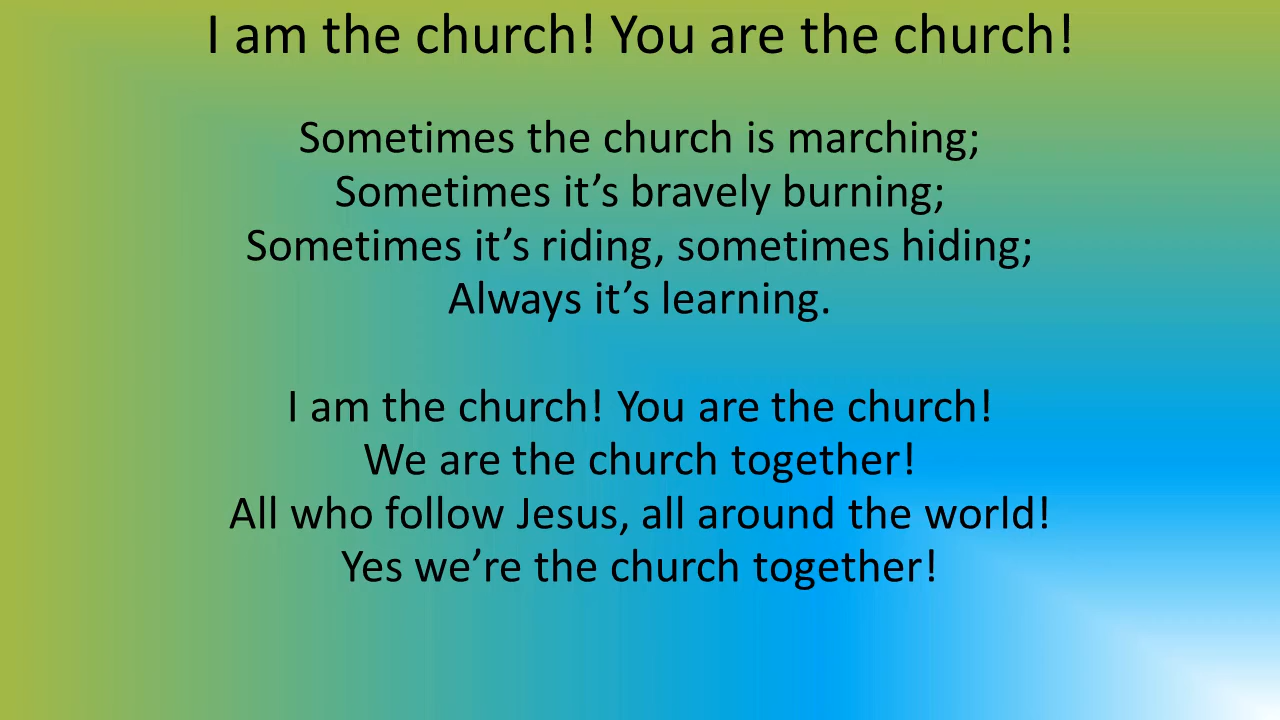 I am the church! You are the church!
Sometimes the church is marching;
Sometimes it’s bravely burning;
Sometimes it’s riding, sometimes hiding;
Always it’s learning.
I am the church! You are the church!
We are the church together!
All who follow Jesus, all around the world!
Yes we’re the church together!